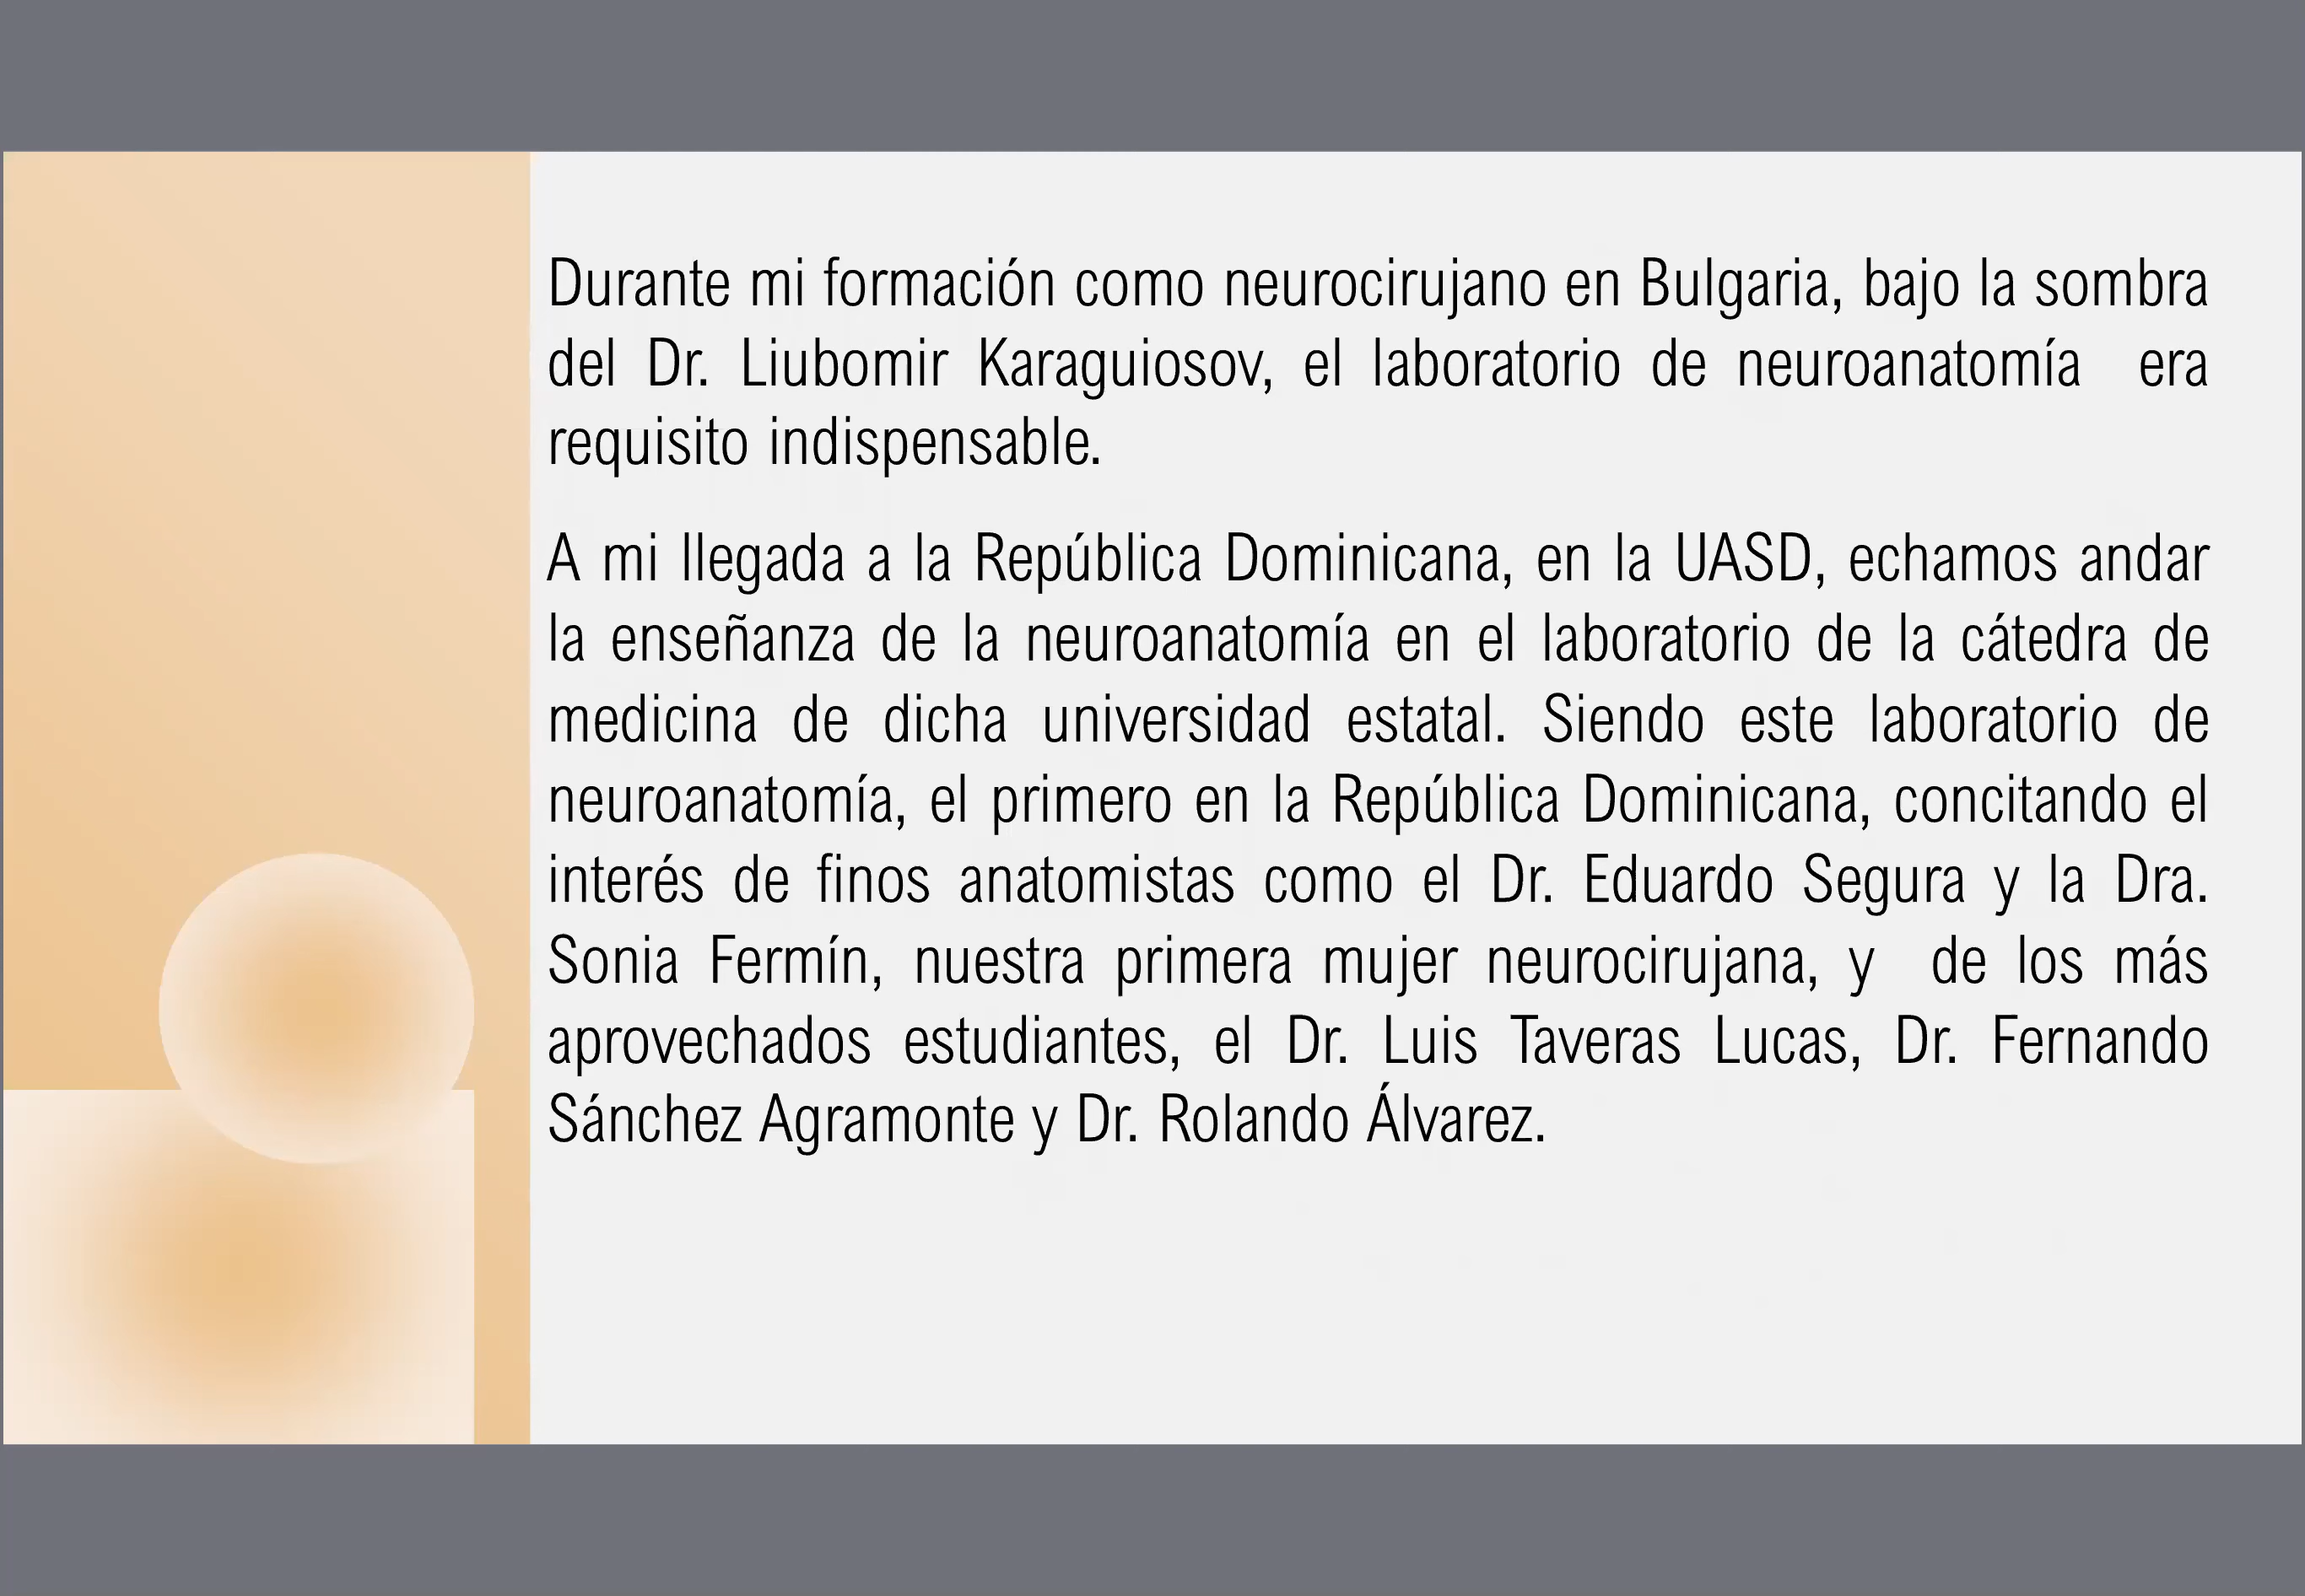 Durante mi formación como neurocirujano en Bulgaria, bajo la sombra
del Dr. Liubomir Karaguiosov, el laboratorio de neuroanatomía era
requisito indispensable.
A mi llegada a la República Dominicana, en la UASD, echamos andar
la enseñanza de la neuroanatomía en el laboratorio de la cátedra de
medicina de dicha universidad estatal. Siendo este laboratorio de
neuroanatomía, el primero en la República Dominicana, concitando el
interés de finos anatomistas como el Dr. Eduardo Segura y la Dra.
Sonia Fermín, nuestra primera mujer neurocirujana, y de los más
aprovechados estudiantes, el Dr. Luis Taveras Lucas, Dr. Fernando
Sánchez Agramonte y Dr. Rolando Álvarez.